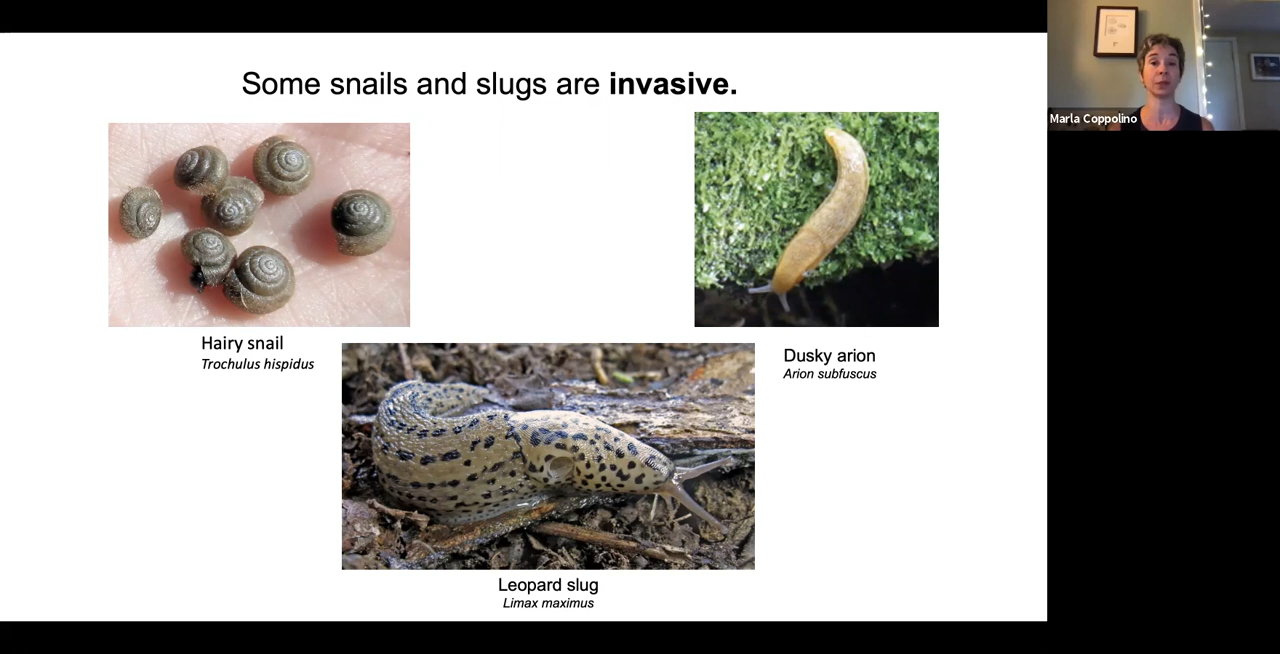 Some snails and slugs are invasive.
Marla Coppolino
Hairy snail
Trochulus hispidus
Dusky arion
Arion subfuscus
Leopard slug
Limax maximus